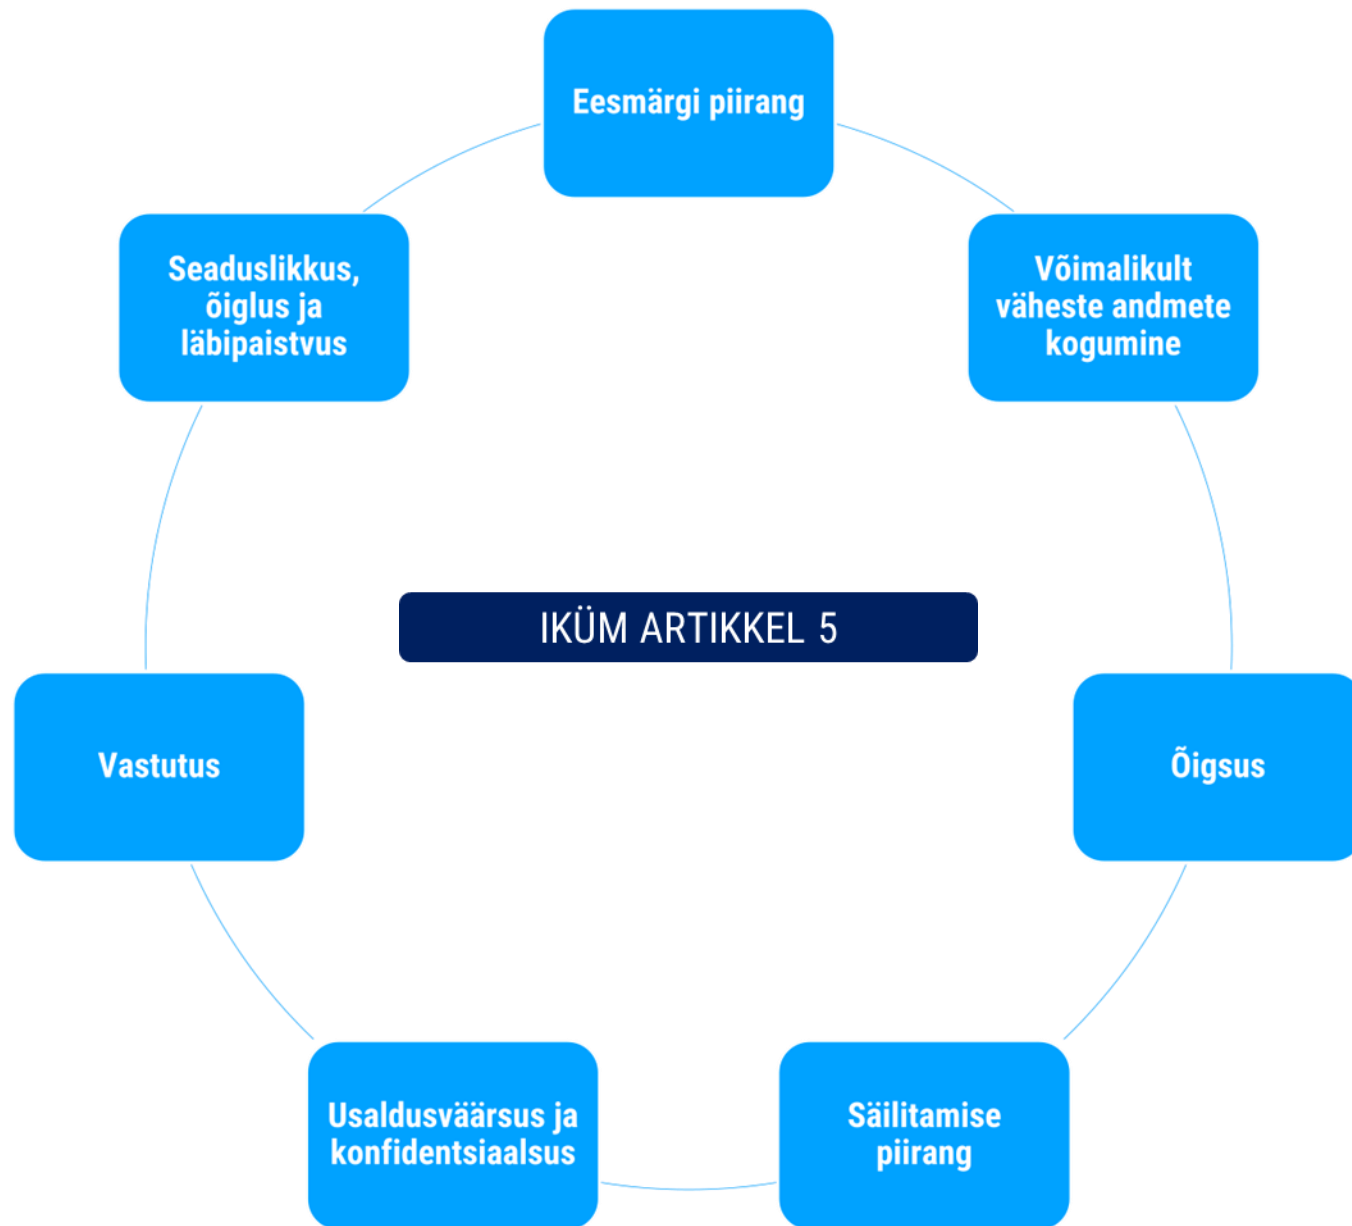 Eesmärgi piirang
Seaduslikkus,
õiglus ja
läbipaistvus
Võimalikult
väheste andmete
kogumine
IKÜM ARTIKKEL 5
Vastutus
Õigsus
Usaldusväärsus ja
konfidentsiaalsus
Säilitamise
piirang